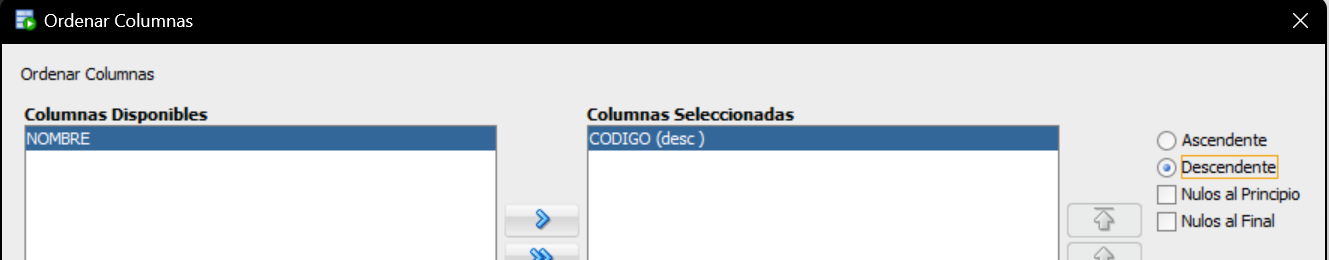 Ordenar Columnas
Ordenar Columnas
Columnas Disponibles
NOMBRE
Columnas Seleccionadas
CODIGO (desc )
Ascendente
Descendente
Nulos al Principio
Nulos al Final